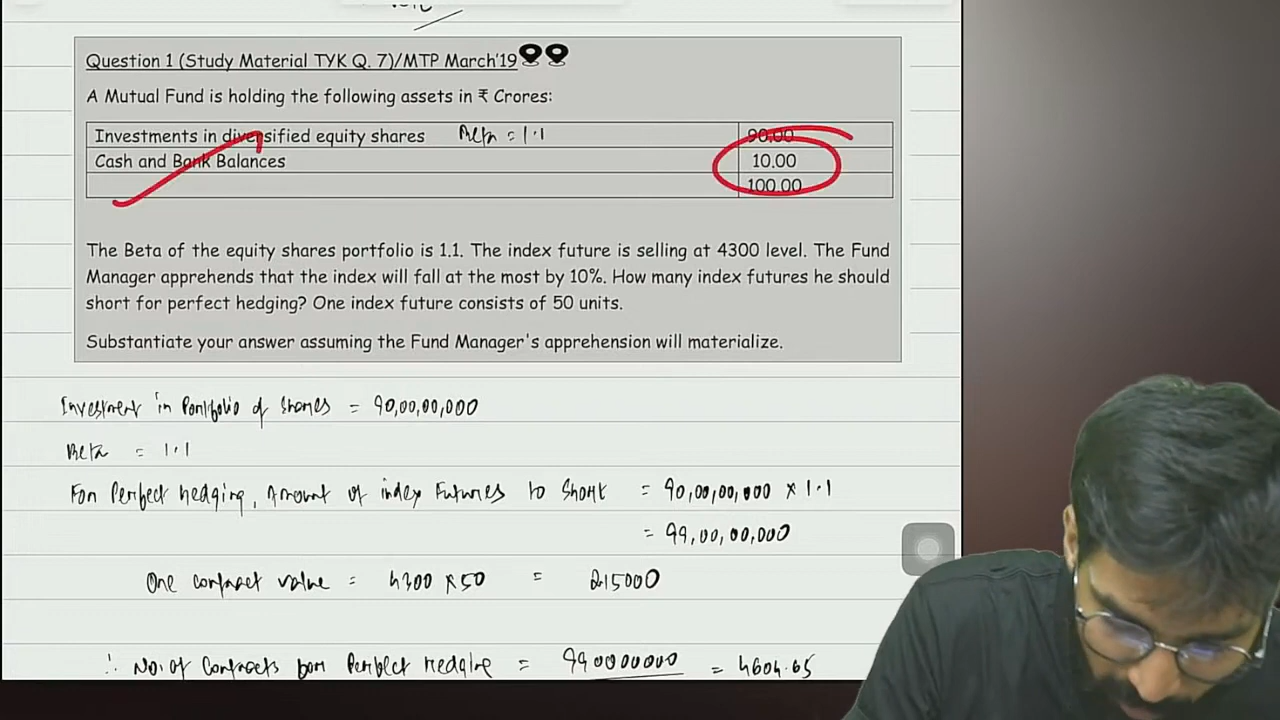 Question 1 (Study Material TYK Q. 7)/MTP March'19
A Mutual Fund is holding the following assets in ₹ Crores:
Investments in diversified equity shares Beta = 1.1 90.00
Cash and Bank Balances 10.00
100.00
The Beta of the equity shares portfolio is 1.1. The index future is selling at 4300 level. The Fund
Manager apprehends that the index will fall at the most by 10%. How many index futures he should
short for perfect hedging? One index future consists of 50 units.
Substantiate your answer assuming the Fund Manager's apprehension will materialize.
Investment in Portfolio of Shares = 90,00,00,000
Beta = 1.1
For Perfect hedging, Amount of index Futures to Short = 90,00,00,000 × 1.1
= 99,00,00,000
One contract value = 4300 × 50 = 215000
∴ No. of Contracts for Perfect Hedging = 990000000 = 4604.65